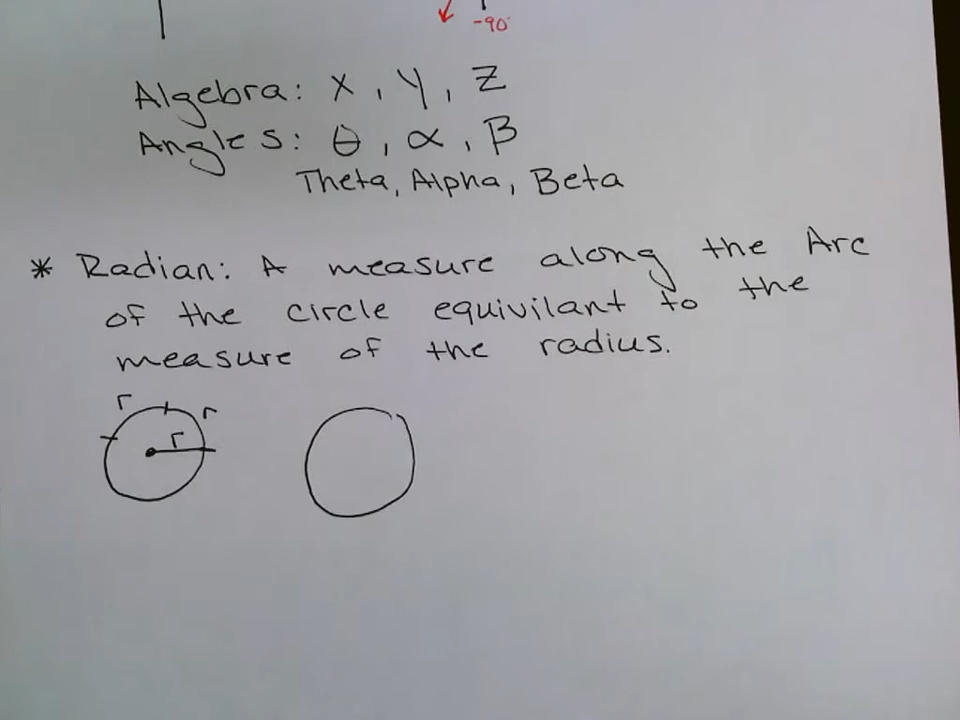 -90°
Algebra: x, y, z
Angles: θ, α, β
Theta, Alpha, Beta
* Radian: A measure along the Arc
of the circle equivilant to the
measure of the radius.
r r
r